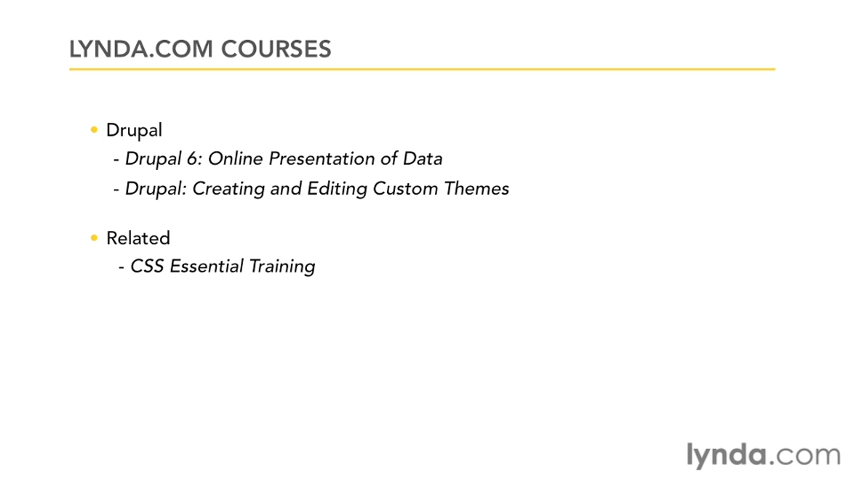 LYNDA.COM COURSES
• Drupal
- Drupal 6: Online Presentation of Data
- Drupal: Creating and Editing Custom Themes
• Related
- CSS Essential Training
lynda.com